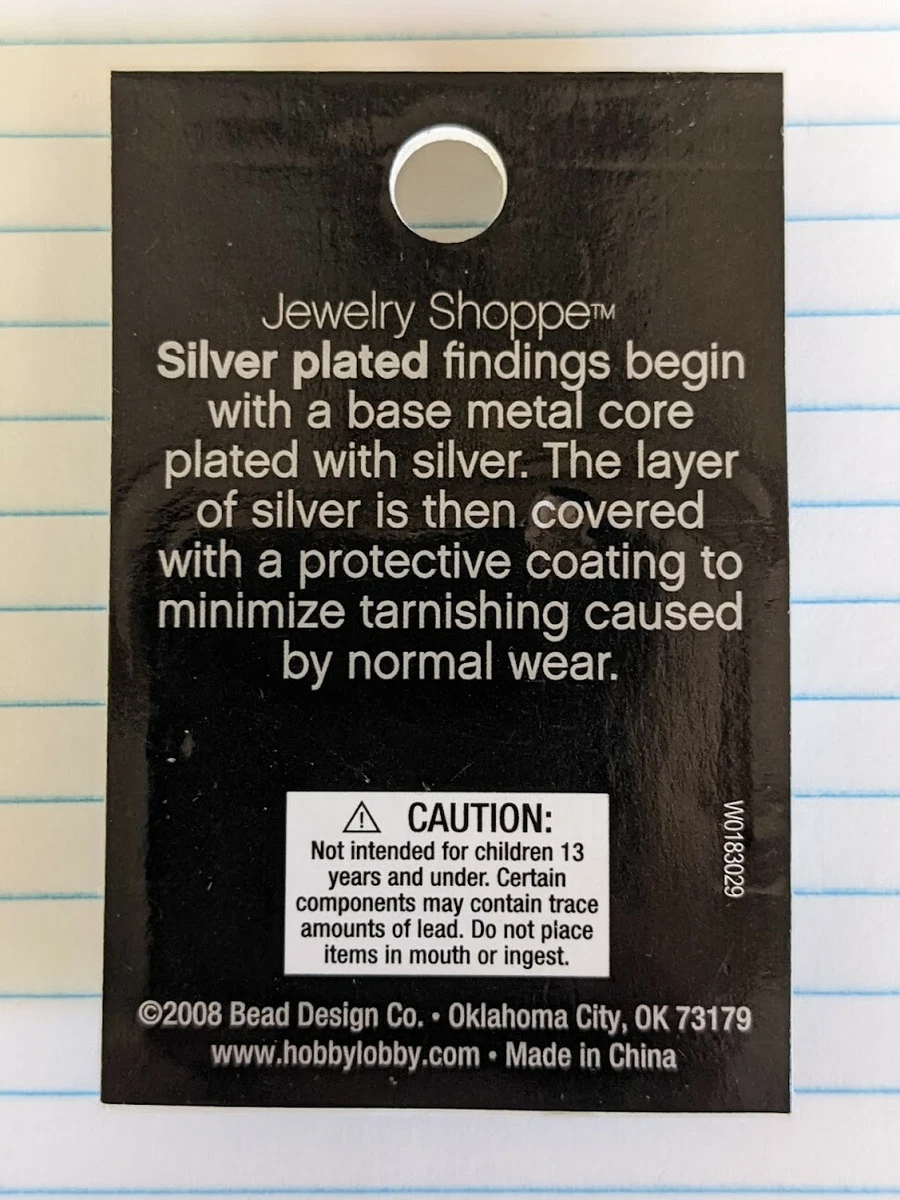 Jewelry Shoppe™
Silver plated findings begin
with a base metal core
plated with silver. The layer
of silver is then covered
with a protective coating to
minimize tarnishing caused
by normal wear.
⚠ CAUTION:
Not intended for children 13
years and under. Certain
components may contain trace
amounts of lead. Do not place
items in mouth or ingest.
W0183029
©2008 Bead Design Co. • Oklahoma City, OK 73179
www.hobbylobby.com • Made in China